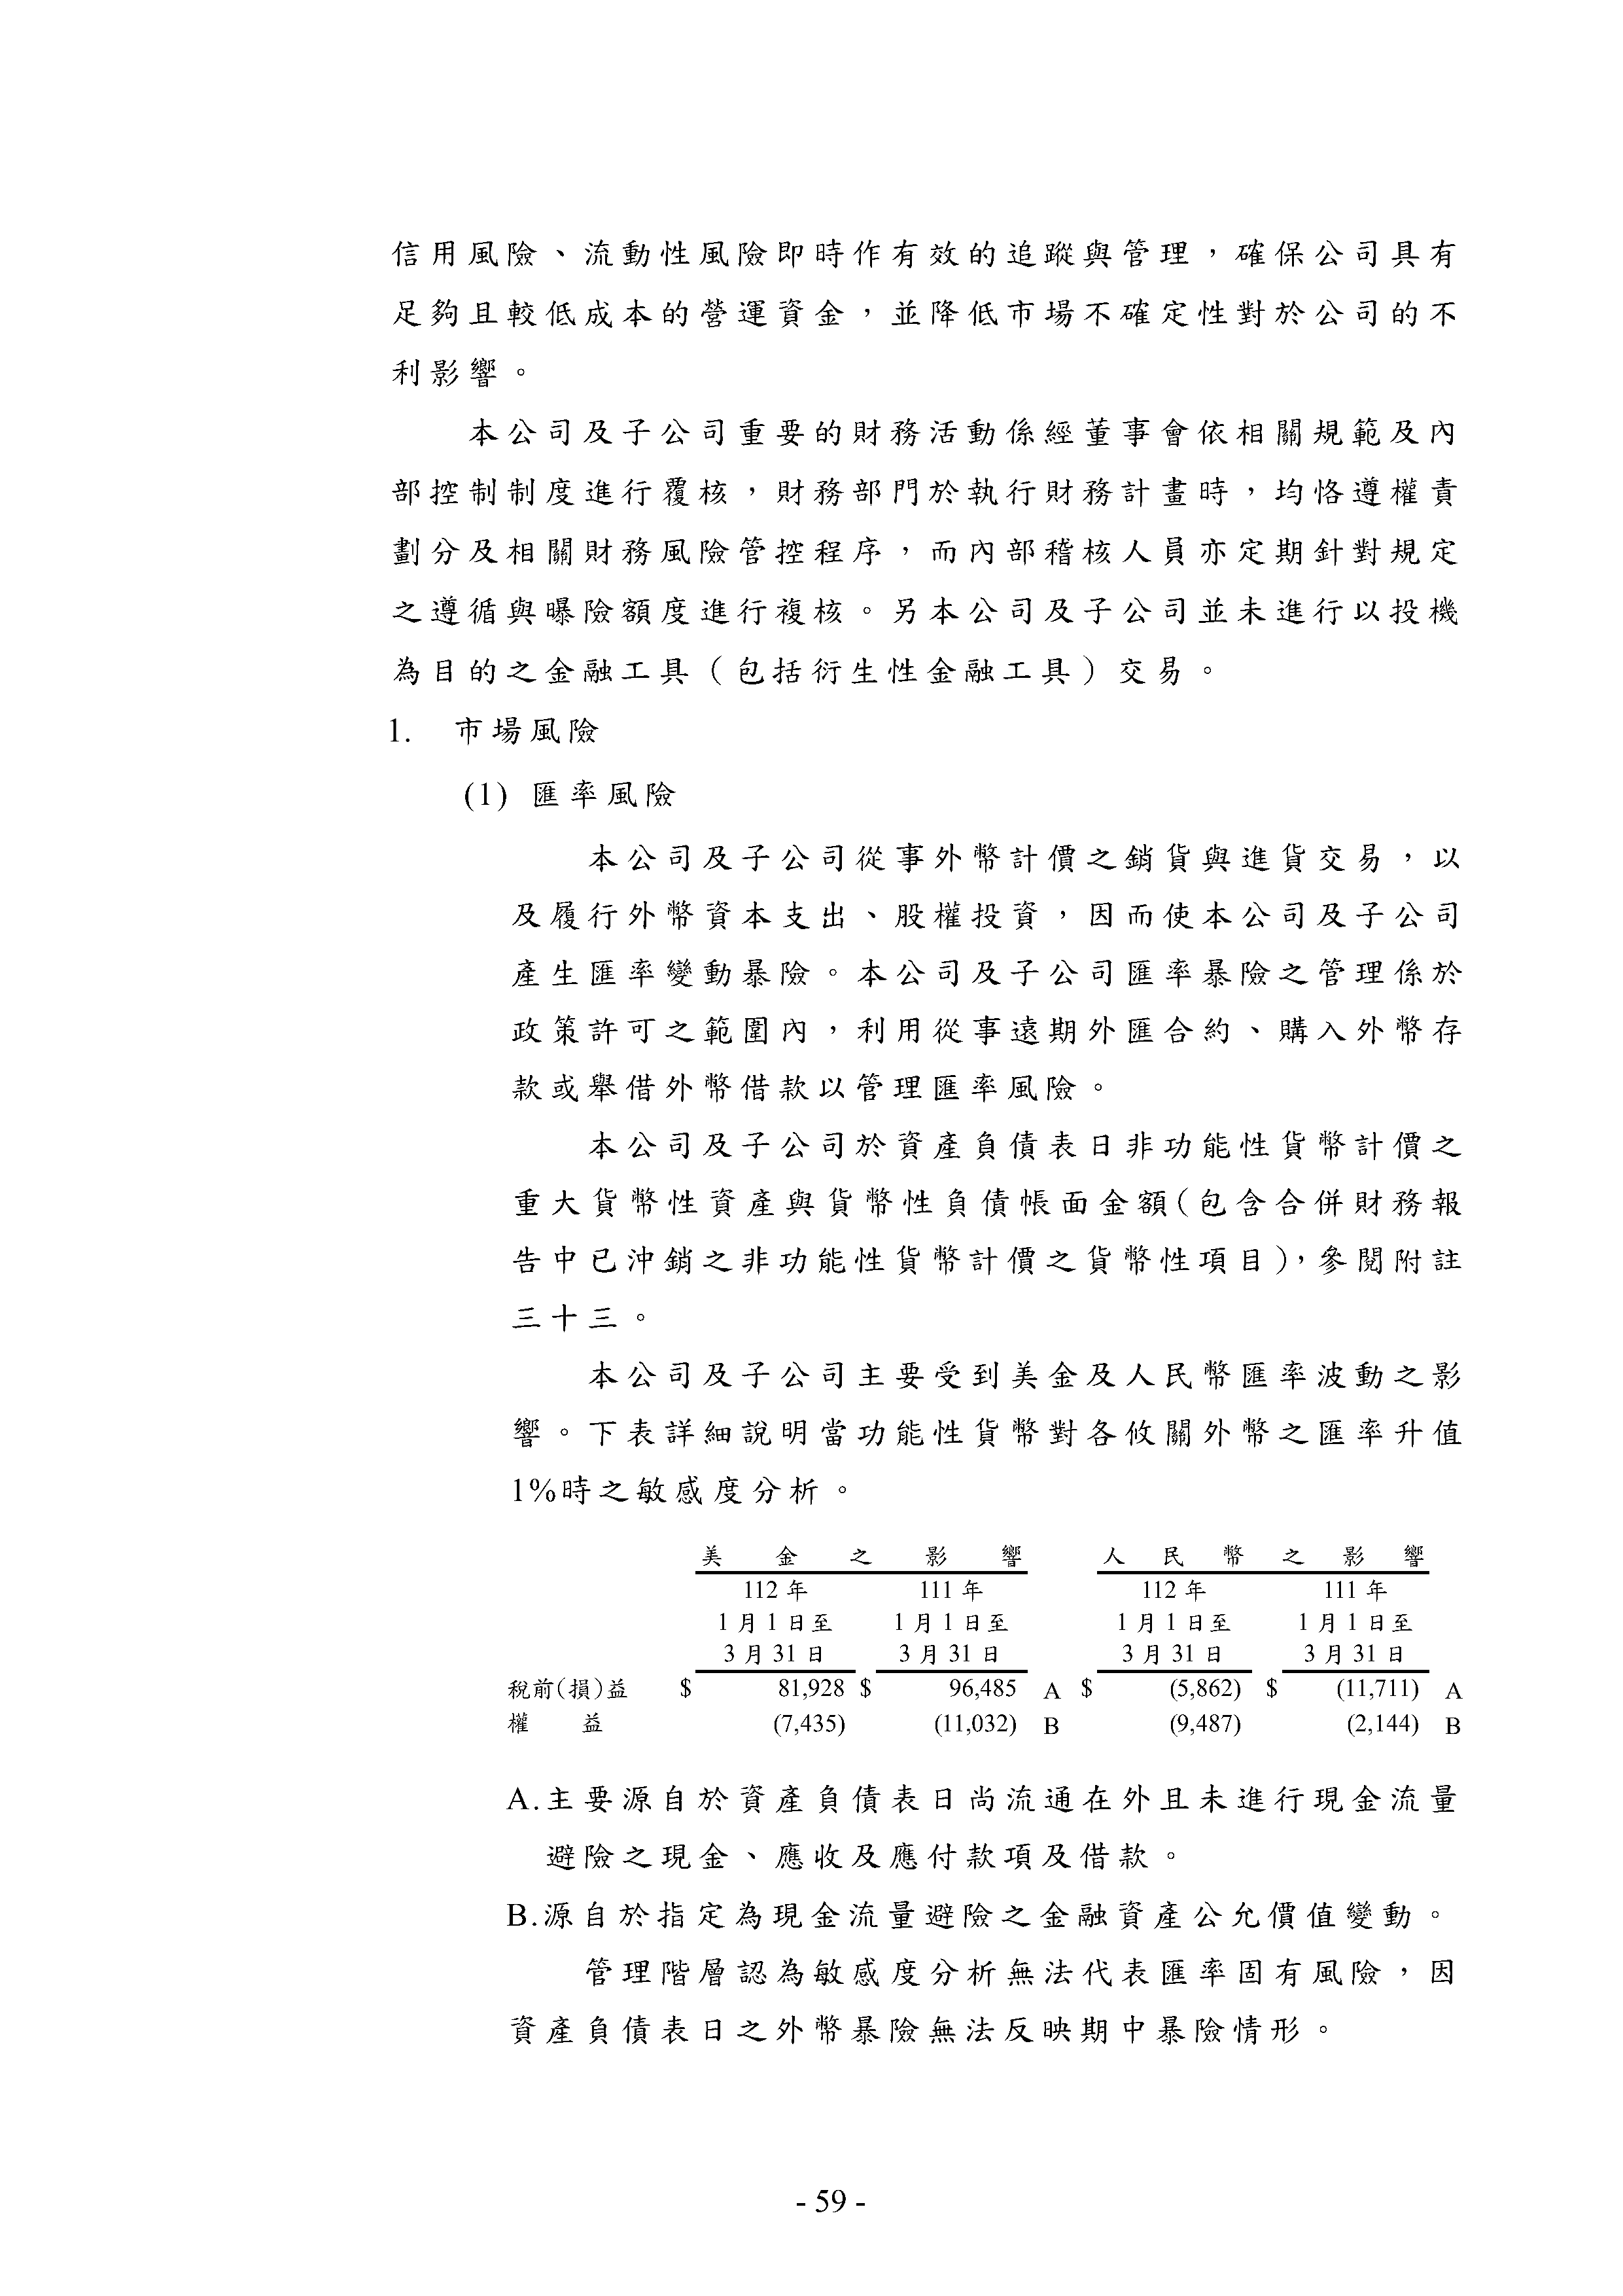 信用風險、流動性風險即時作有效的追蹤與管理，確保公司具有
足夠且較低成本的營運資金，並降低市場不確定性對於公司的不
利影響。
本公司及子公司重要的財務活動係經董事會依相關規範及內
部控制制度進行覆核，財務部門於執行財務計畫時，均恪遵權責
劃分及相關財務風險管控程序，而內部稽核人員亦定期針對規定
之遵循與曝險額度進行複核。另本公司及子公司並未進行以投機
為目的之金融工具（包括衍生性金融工具）交易。
1. 市場風險
(1) 匯率風險
本公司及子公司從事外幣計價之銷貨與進貨交易，以
及履行外幣資本支出、股權投資，因而使本公司及子公司
產生匯率變動暴險。本公司及子公司匯率暴險之管理係於
政策許可之範圍內，利用從事遠期外匯合約、購入外幣存
款或舉借外幣借款以管理匯率風險。
本公司及子公司於資產負債表日非功能性貨幣計價之
重大貨幣性資產與貨幣性負債帳面金額(包含合併財務報
告中已沖銷之非功能性貨幣計價之貨幣性項目)，參閱附註
三十三。
本公司及子公司主要受到美金及人民幣匯率波動之影
響。下表詳細說明當功能性貨幣對各攸關外幣之匯率升值
1%時之敏感度分析。
美金之影響 人民幣之影響
112 年 111 年 112 年 111 年
1 月 1 日至 1 月 1 日至 1 月 1 日至 1 月 1 日至
3 月 31 日 3 月 31 日 3 月 31 日 3 月 31 日
稅前(損)益 $ 81,928 $ 96,485 A $ (5,862) $ (11,711) A
權益 (7,435) (11,032) B (9,487) (2,144) B
A.主要源自於資產負債表日尚流通在外且未進行現金流量
避險之現金、應收及應付款項及借款。
B.源自於指定為現金流量避險之金融資產公允價值變動。
管理階層認為敏感度分析無法代表匯率固有風險，因
資產負債表日之外幣暴險無法反映期中暴險情形。
- 59 -